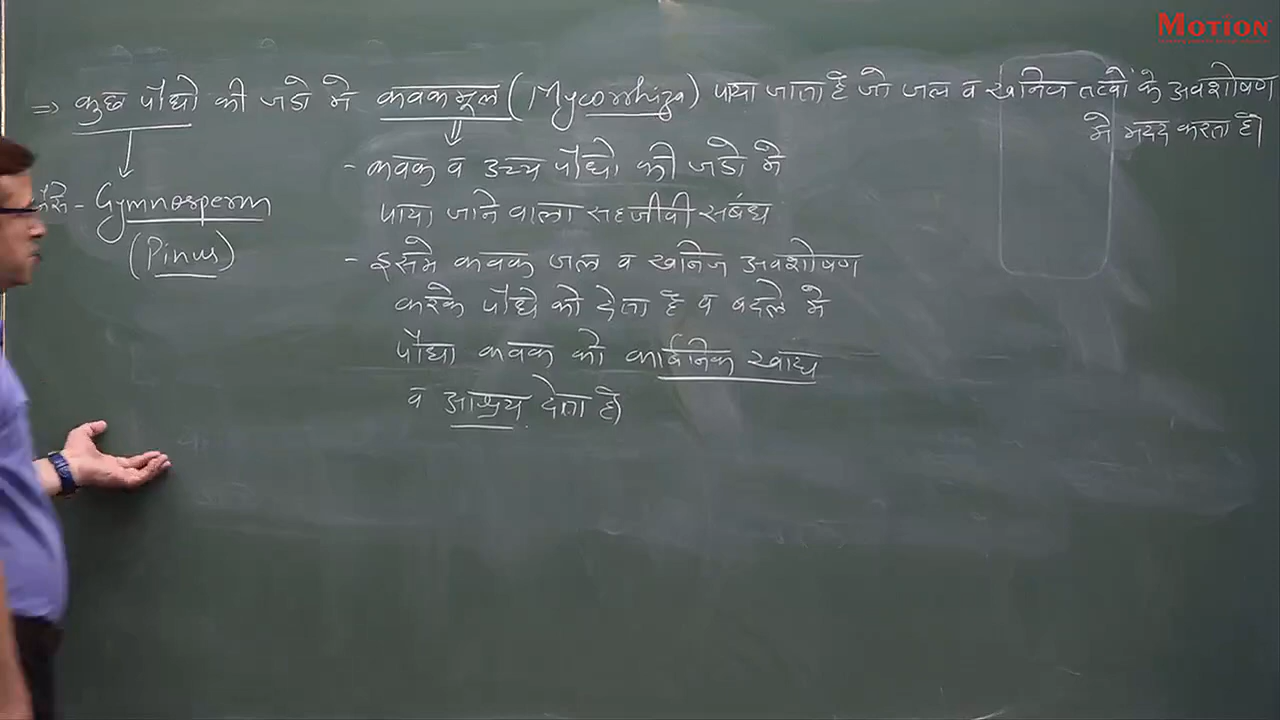 MOTION
⇒ कुछ पौधो की जडो मे कवकमूल (Mycorrhiza) पाया जाता है जो जल व खनिज तत्वो के अवशोषण
मे मदद करता है।
जैसे - Gymnosperm
(Pinus)
- कवक व उच्च पौधो की जडो मे
पाया जाने वाला सहजीवी संबंध
- इसमे कवक जल व खनिज अवशोषण
करके पौधे को देता है व बदले मे
पौधा कवक को कार्बनिक खाद्य
व आश्रय देता है।